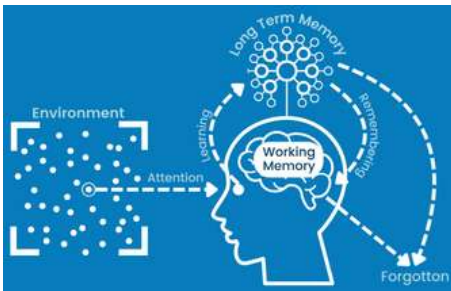 Long Term Memory
Environment
Learning
Remembering
Working
Memory
Attention
Forgotton